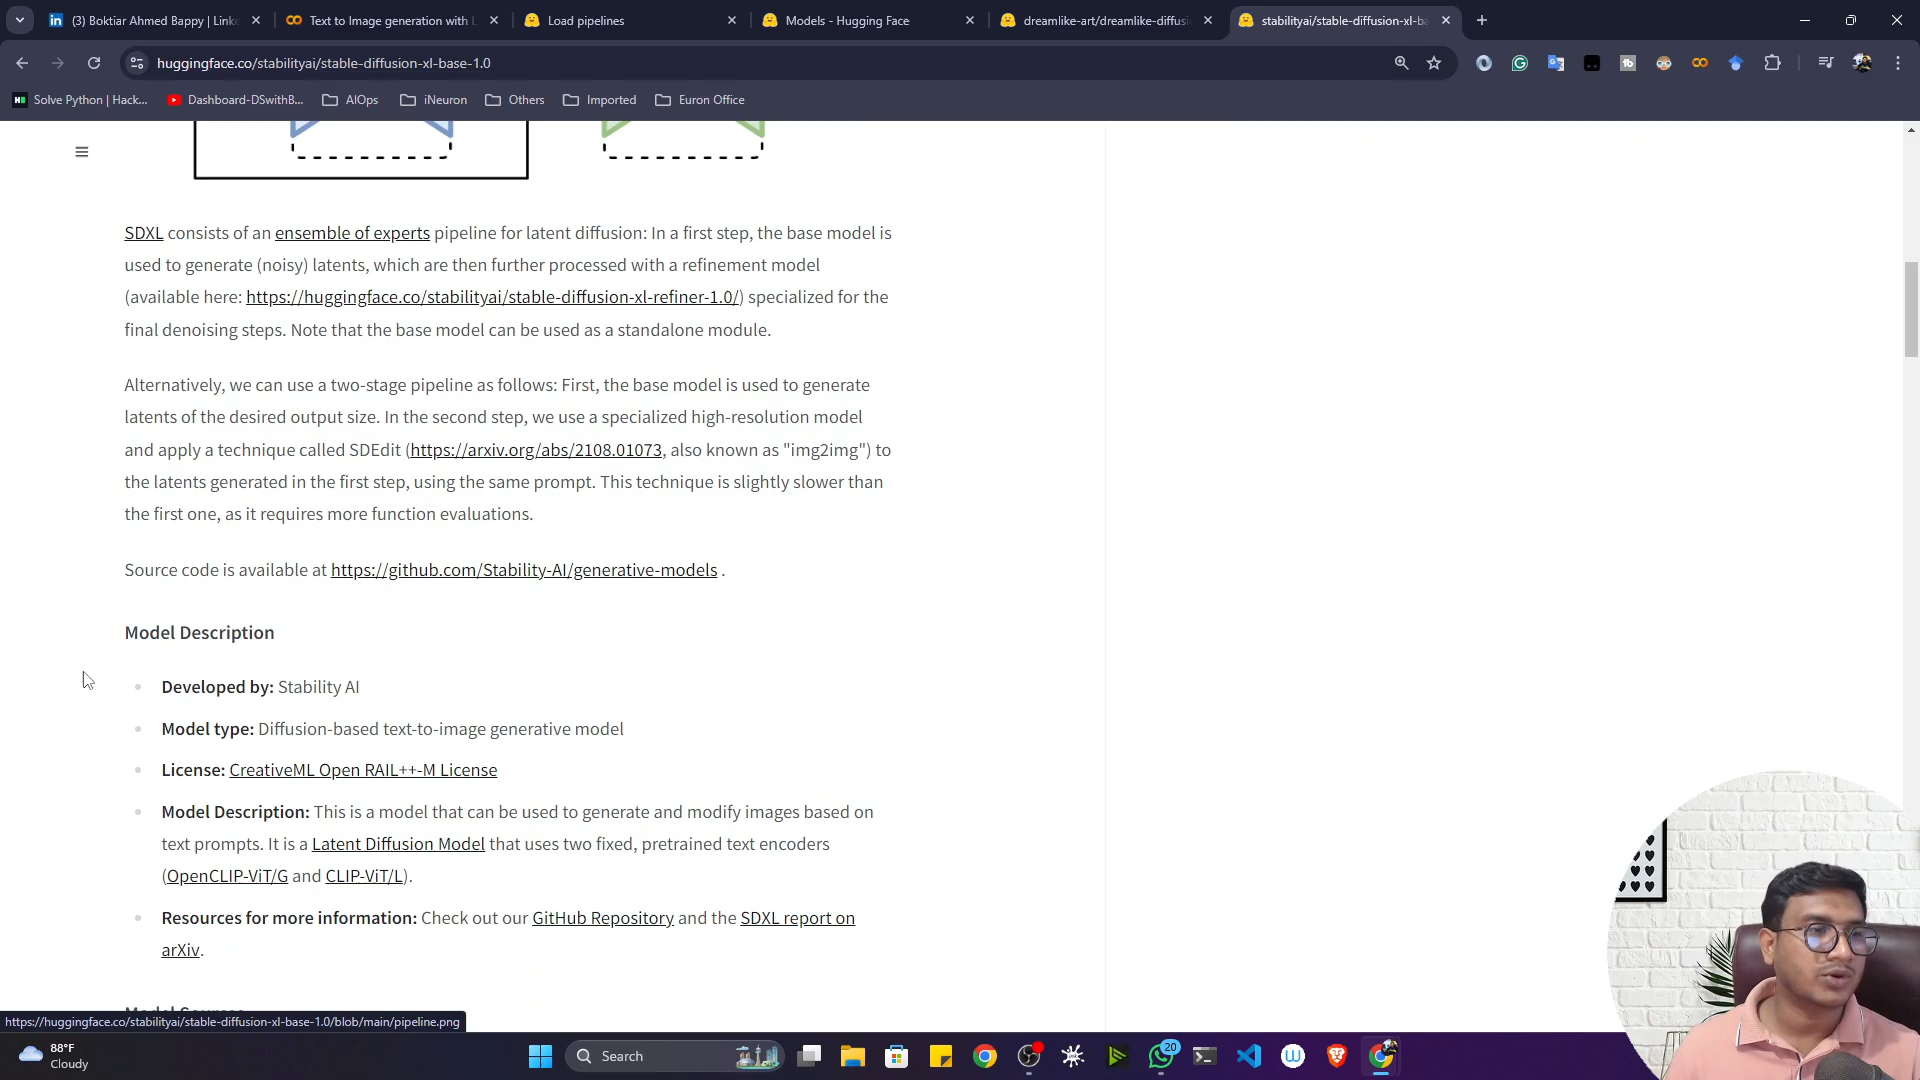 (3) Boktiar Ahmed Bappy | Linke
Text to Image generation with L
Load pipelines
Models - Hugging Face
dreamlike-art/dreamlike-diffusi
stabilityai/stable-diffusion-xl-ba
huggingface.co/stabilityai/stable-diffusion-xl-base-1.0
Solve Python | Hack...
Dashboard-DSwithB...
AIOps
iNeuron
Others
Imported
Euron Office
SDXL consists of an ensemble of experts pipeline for latent diffusion: In a first step, the base model is
used to generate (noisy) latents, which are then further processed with a refinement model
(available here: https://huggingface.co/stabilityai/stable-diffusion-xl-refiner-1.0/) specialized for the
final denoising steps. Note that the base model can be used as a standalone module.
Alternatively, we can use a two-stage pipeline as follows: First, the base model is used to generate
latents of the desired output size. In the second step, we use a specialized high-resolution model
and apply a technique called SDEdit (https://arxiv.org/abs/2108.01073, also known as "img2img") to
the latents generated in the first step, using the same prompt. This technique is slightly slower than
the first one, as it requires more function evaluations.
Source code is available at https://github.com/Stability-AI/generative-models .
Model Description
Developed by: Stability AI
Model type: Diffusion-based text-to-image generative model
License: CreativeML Open RAIL++-M License
Model Description: This is a model that can be used to generate and modify images based on
text prompts. It is a Latent Diffusion Model that uses two fixed, pretrained text encoders
(OpenCLIP-ViT/G and CLIP-ViT/L).
Resources for more information: Check out our GitHub Repository and the SDXL report on
arXiv.
Model Sources
https://huggingface.co/stabilityai/stable-diffusion-xl-base-1.0/blob/main/pipeline.png
88°F
Cloudy
Search
20